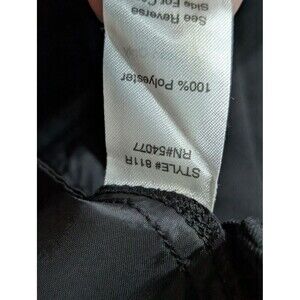 STYLE# 811R
RN#54077
100% Polyester
See Reverse
Side For